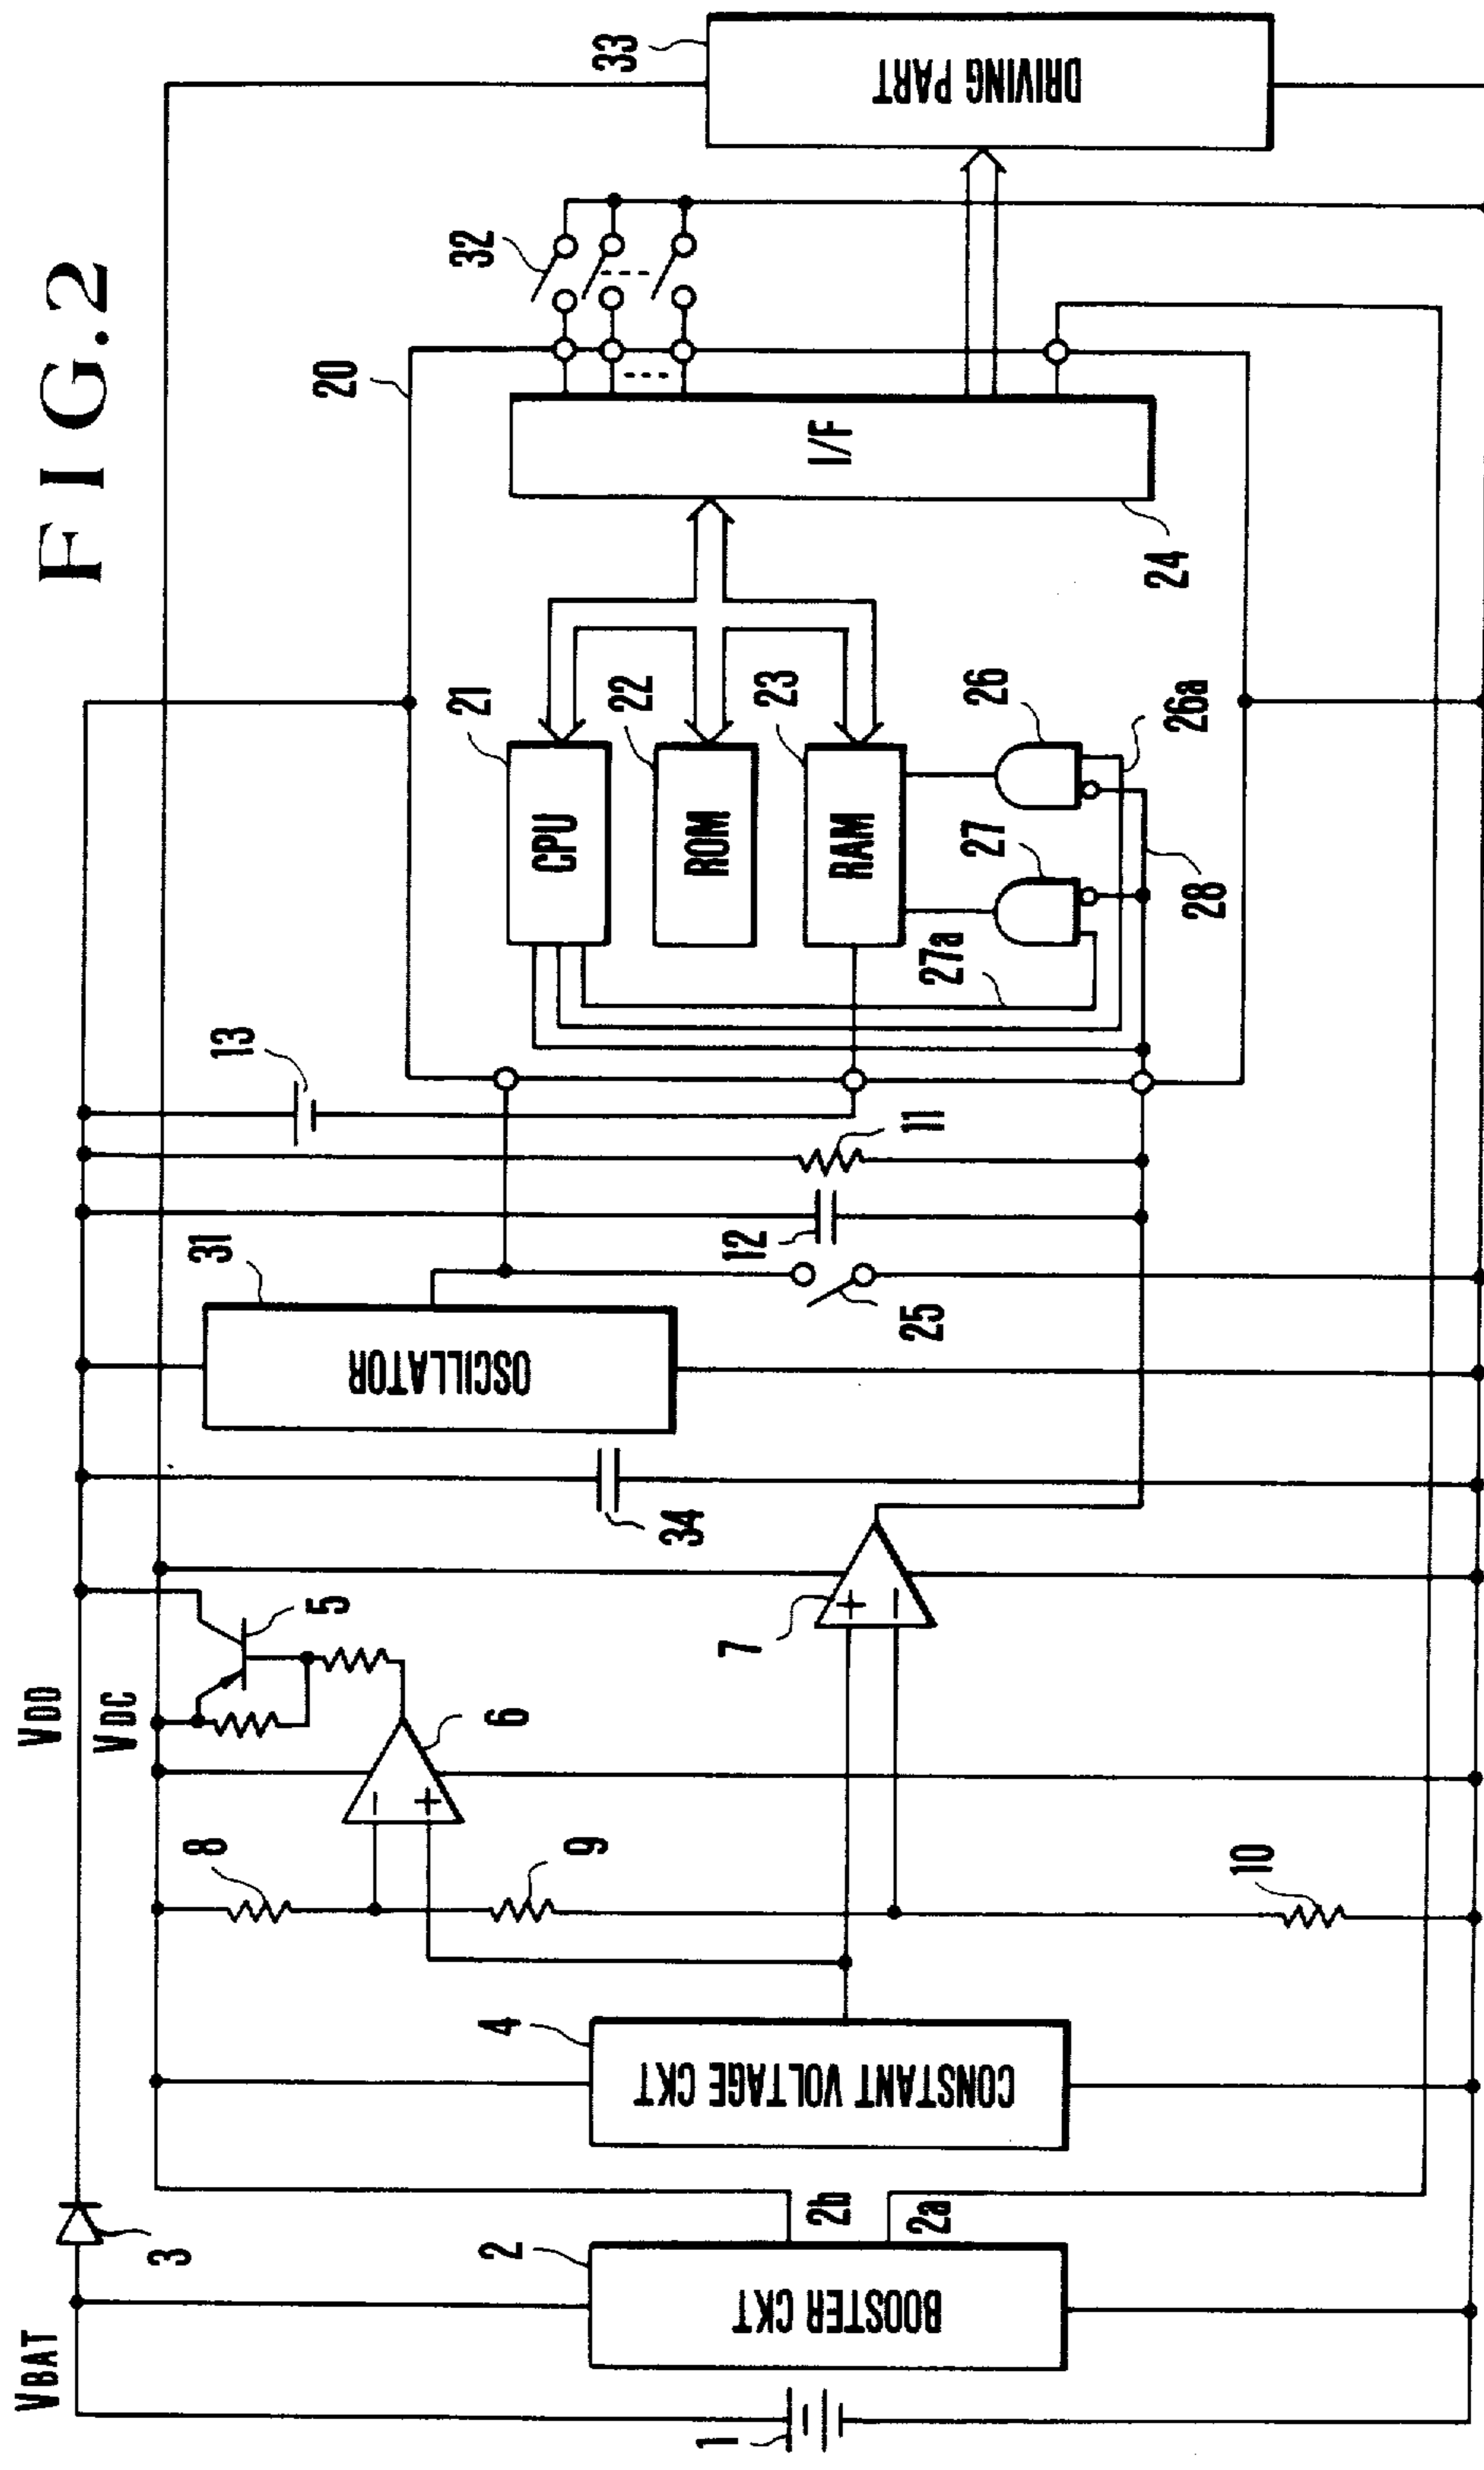 FIG.2
VBAT
VDD
VDC
1
2
BOOSTER CKT
2b
2a
3
4
CONSTANT VOLTAGE CKT
5
6
−
+
7
+
−
8
9
10
34
31
OSCILLATOR
25
12
11
13
20
21
CPU
22
ROM
23
RAM
26
27
26a
27a
28
24
I/F
32
33
DRIVING PART